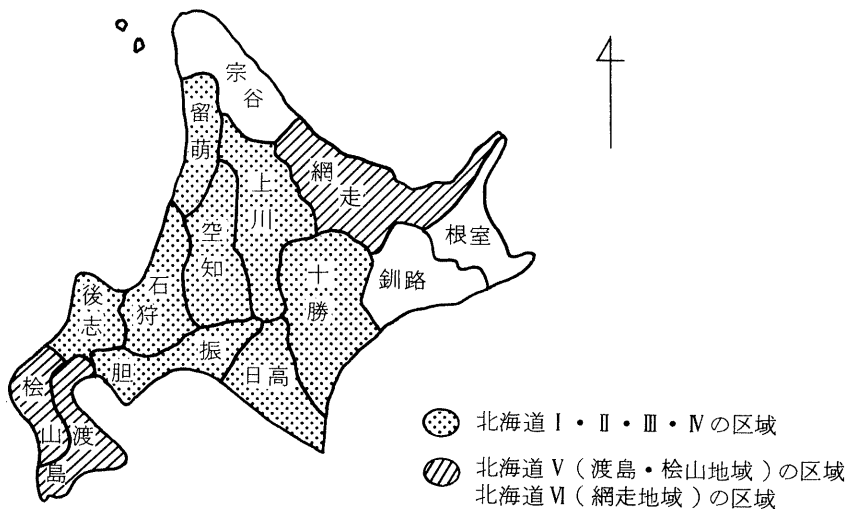 宗谷
留萌
上川
網走
空知
根室
十勝
釧路
石狩
後志
胆振
日高
桧山
渡島
北海道Ⅰ・Ⅱ・Ⅲ・Ⅳの区域
北海道Ⅴ(渡島・桧山地域)の区域
北海道Ⅵ(網走地域)の区域